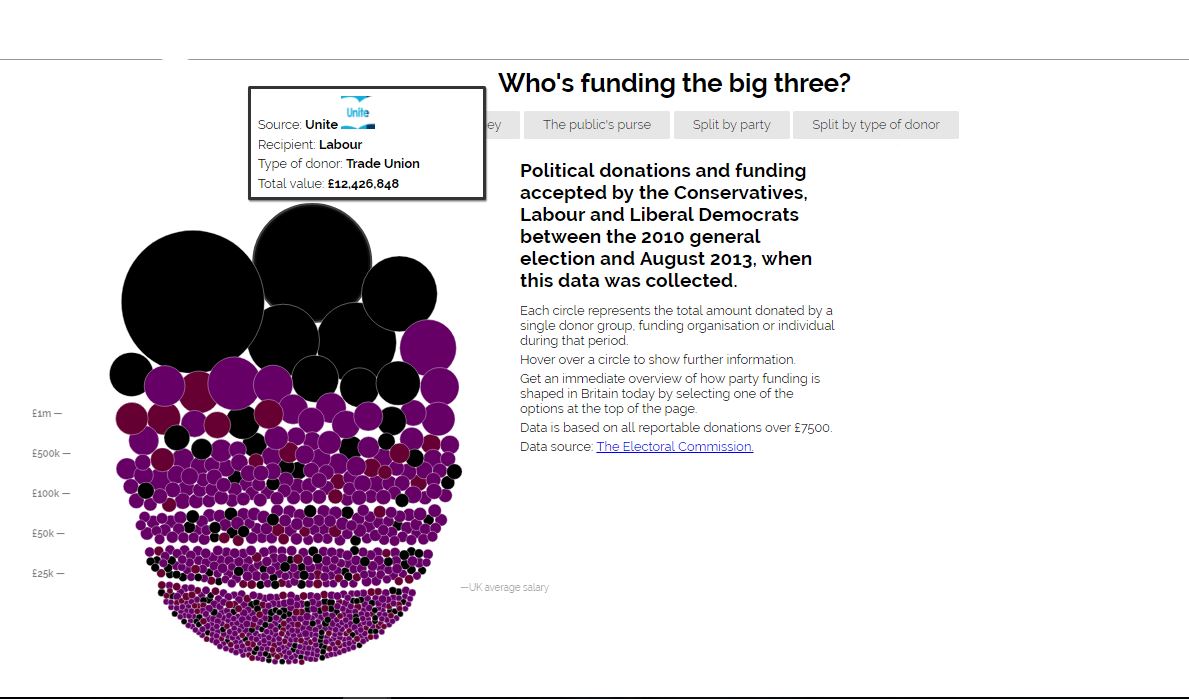 Who's funding the big three?
Unite
Source: Unite
Recipient: Labour
Type of donor: Trade Union
Total value: £12,426,848
ey
The public's purse
Split by party
Split by type of donor
Political donations and funding
accepted by the Conservatives,
Labour and Liberal Democrats
between the 2010 general
election and August 2013, when
this data was collected.
Each circle represents the total amount donated by a
single donor group, funding organisation or individual
during that period.
Hover over a circle to show further information.
Get an immediate overview of how party funding is
shaped in Britain today by selecting one of the
options at the top of the page.
Data is based on all reportable donations over £7500.
Data source: The Electoral Commission.
£1m —
£500k —
£100k —
£50k —
£25k —
—UK average salary